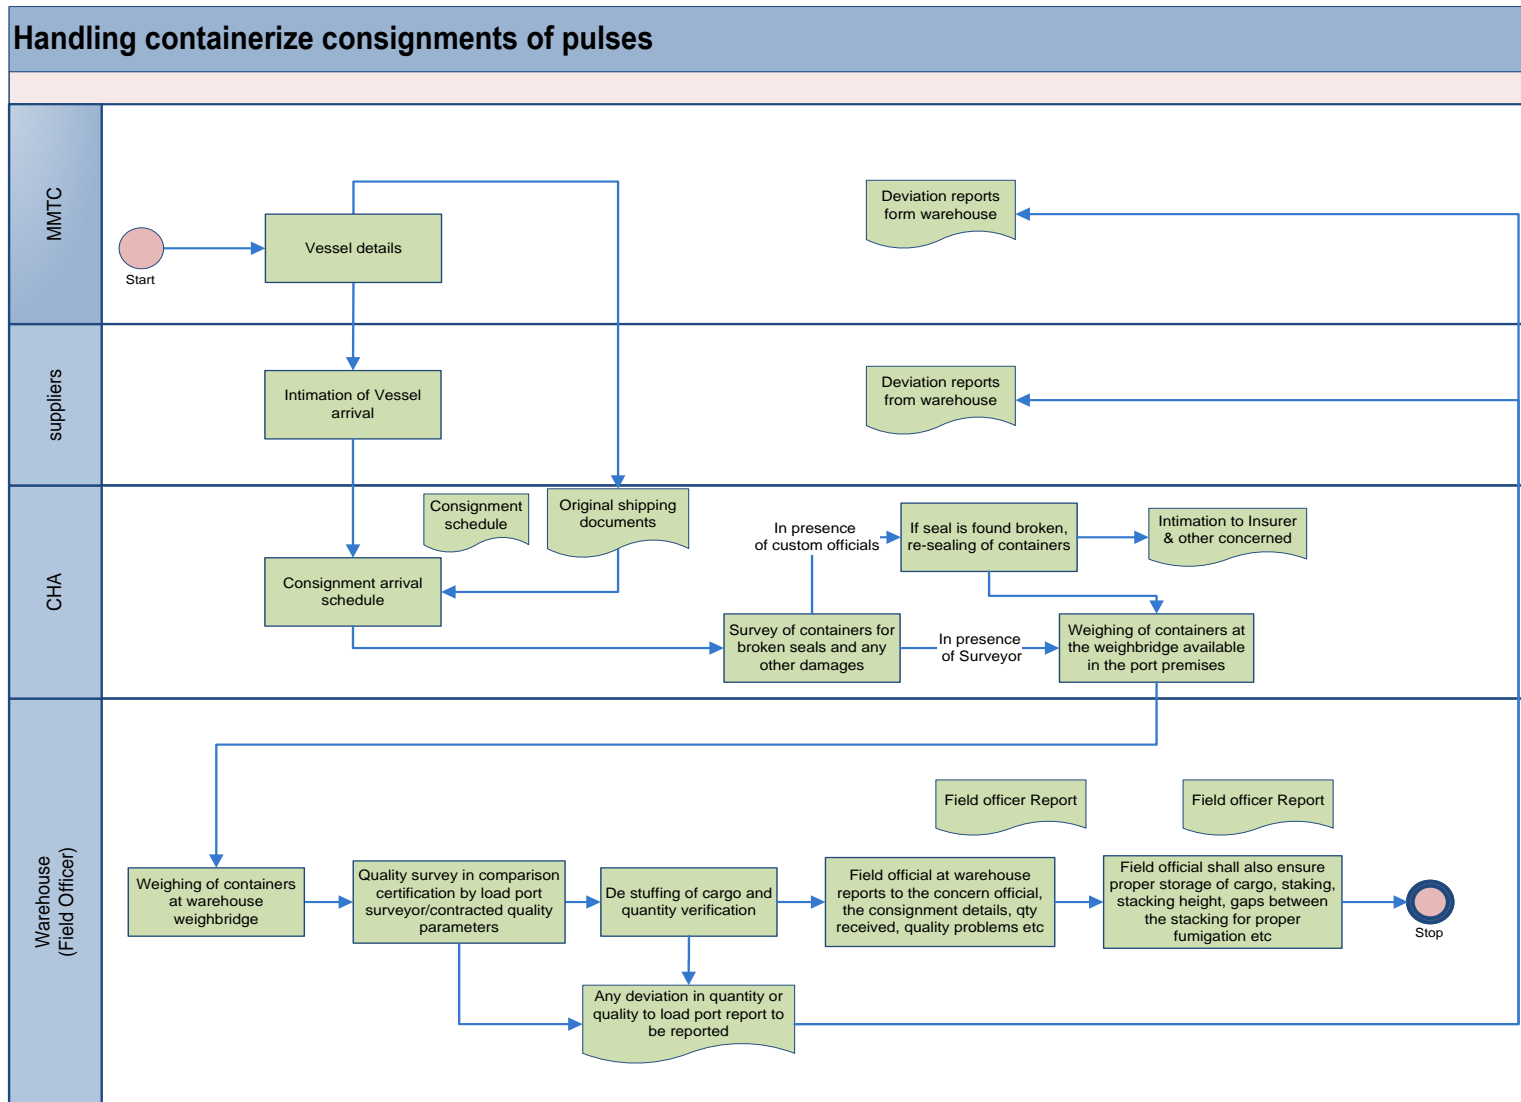 Handling containerize consignments of pulses
MMTC
Start
Vessel details
Deviation reports
form warehouse
suppliers
Intimation of Vessel
arrival
Deviation reports
from warehouse
CHA
Consignment
schedule
Original shipping
documents
Consignment arrival
schedule
In presence
of custom officials
If seal is found broken,
re-sealing of containers
Intimation to Insurer
& other concerned
Survey of containers for
broken seals and any
other damages
In presence
of Surveyor
Weighing of containers at
the weighbridge available
in the port premises
Warehouse
(Field Officer)
Field officer Report
Field officer Report
Weighing of containers
at warehouse
weighbridge
Quality survey in comparison
certification by load port
surveyor/contracted quality
parameters
De stuffing of cargo and
quantity verification
Field official at warehouse
reports to the concern official,
the consignment details, qty
received, quality problems etc
Field official shall also ensure
proper storage of cargo, staking,
stacking height, gaps between
the stacking for proper
fumigation etc
Stop
Any deviation in quantity or
quality to load port report to
be reported